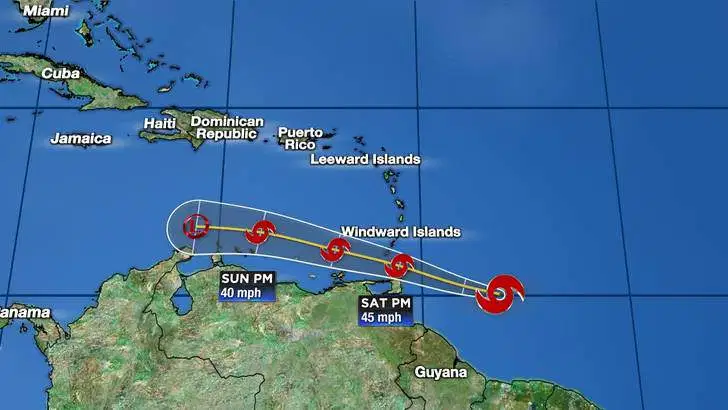 Miami
Cuba
Haiti
Dominican
Republic
Jamaica
Puerto
Rico
Leeward Islands
Windward Islands
SUN PM
40 mph
SAT PM
45 mph
Panama
Guyana